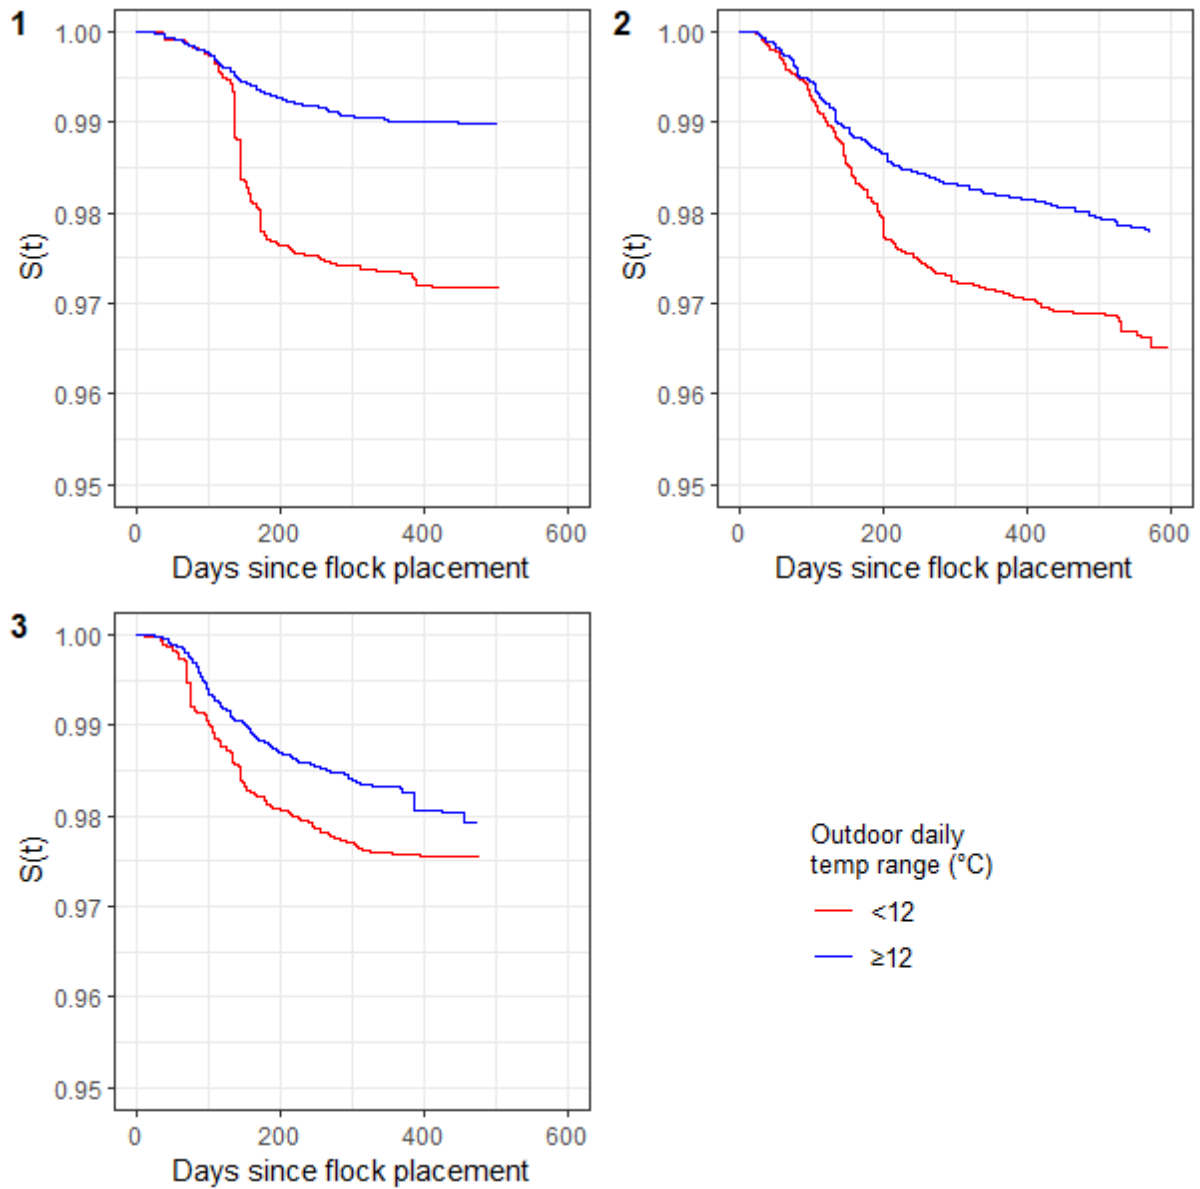 1
1.00
0.99
0.98
0.97
0.96
0.95
S(t)
0 200 400 600
Days since flock placement
2
1.00
0.99
0.98
0.97
0.96
0.95
S(t)
0 200 400 600
Days since flock placement
3
1.00
0.99
0.98
0.97
0.96
0.95
S(t)
0 200 400 600
Days since flock placement
Outdoor daily
temp range (°C)
<12
≥12